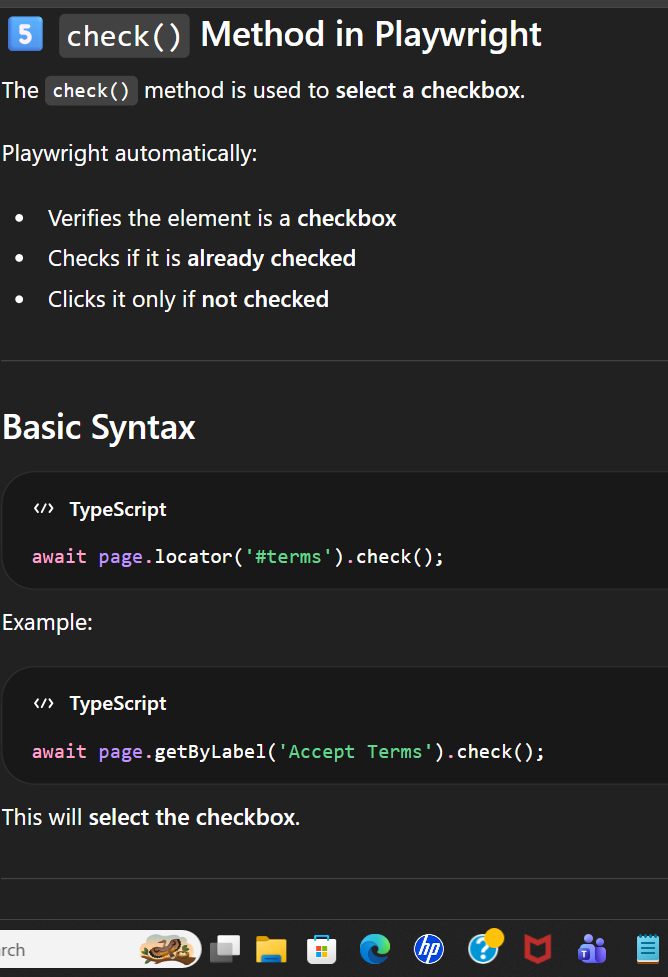 5 check() Method in Playwright
The check() method is used to select a checkbox.
Playwright automatically:
• Verifies the element is a checkbox
• Checks if it is already checked
• Clicks it only if not checked
Basic Syntax
</> TypeScript
await page.locator('#terms').check();
Example:
</> TypeScript
await page.getByLabel('Accept Terms').check();
This will select the checkbox.
rch
hp
?
T